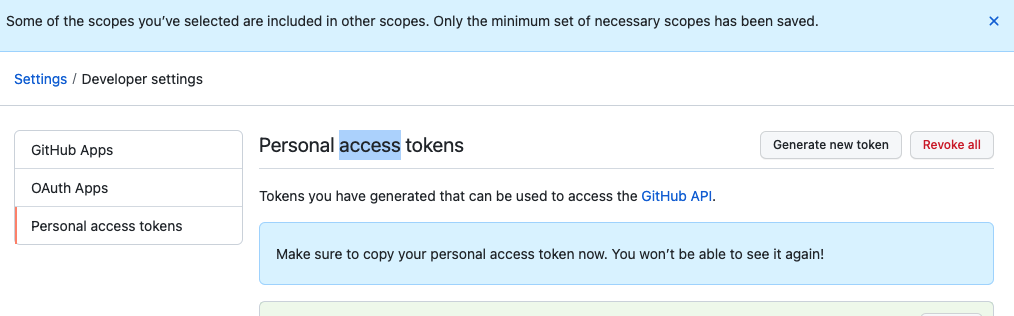 Some of the scopes you’ve selected are included in other scopes. Only the minimum set of necessary scopes has been saved.
Settings / Developer settings
GitHub Apps
OAuth Apps
Personal access tokens
Personal access tokens
Generate new token
Revoke all
Tokens you have generated that can be used to access the GitHub API.
Make sure to copy your personal access token now. You won’t be able to see it again!